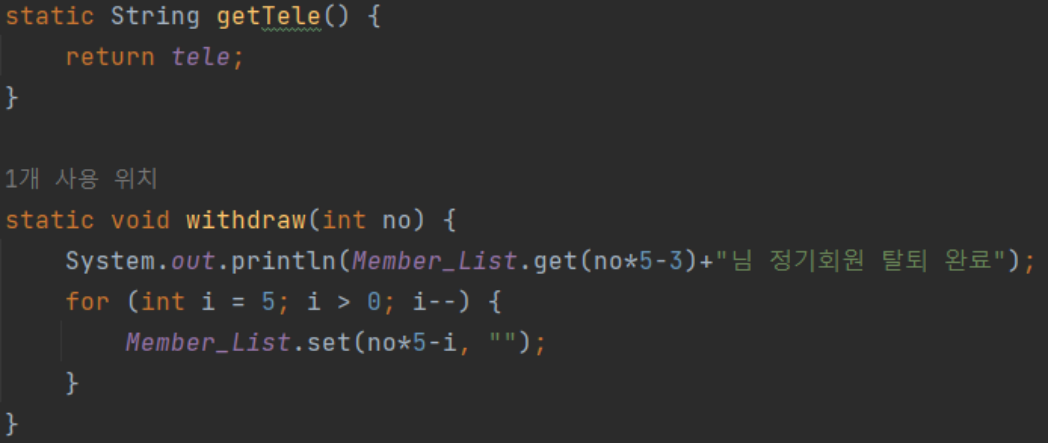 static String getTele() {
    return tele;
}
1개 사용 위치
static void withdraw(int no) {
    System.out.println(Member_List.get(no*5-3)+"님 정기회원 탈퇴 완료");
    for (int i = 5; i > 0; i--) {
        Member_List.set(no*5-i, "");
    }
}